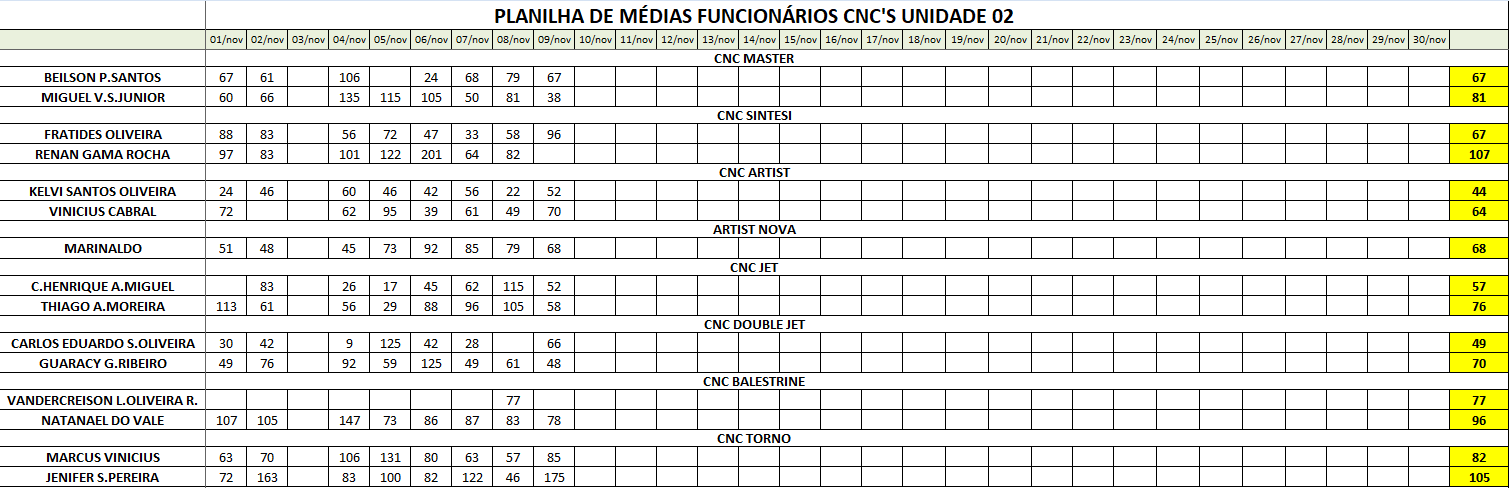 PLANILHA DE MÉDIAS FUNCIONÁRIOS CNC'S UNIDADE 02
01/nov 02/nov 03/nov 04/nov 05/nov 06/nov 07/nov 08/nov 09/nov 10/nov 11/nov 12/nov 13/nov 14/nov 15/nov 16/nov 17/nov 18/nov 19/nov 20/nov 21/nov 22/nov 23/nov 24/nov 25/nov 26/nov 27/nov 28/nov 29/nov 30/nov
CNC MASTER
BEILSON P.SANTOS 67 61 106 24 68 79 67 67
MIGUEL V.S.JUNIOR 60 66 135 115 105 50 81 38 81
CNC SINTESI
FRATIDES OLIVEIRA 88 83 56 72 47 33 58 96 67
RENAN GAMA ROCHA 97 83 101 122 201 64 82 107
CNC ARTIST
KELVI SANTOS OLIVEIRA 24 46 60 46 42 56 22 52 44
VINICIUS CABRAL 72 62 95 39 61 49 70 64
ARTIST NOVA
MARINALDO 51 48 45 73 92 85 79 68 68
CNC JET
C.HENRIQUE A.MIGUEL 83 26 17 45 62 115 52 57
THIAGO A.MOREIRA 113 61 56 29 88 96 105 58 76
CNC DOUBLE JET
CARLOS EDUARDO S.OLIVEIRA 30 42 9 125 42 28 66 49
GUARACY G.RIBEIRO 49 76 92 59 125 49 61 48 70
CNC BALESTRINE
VANDERCREISON L.OLIVEIRA R. 77 77
NATANAEL DO VALE 107 105 147 73 86 87 83 78 96
CNC TORNO
MARCUS VINICIUS 63 70 106 131 80 63 57 85 82
JENIFER S.PEREIRA 72 163 83 100 82 122 46 175 105